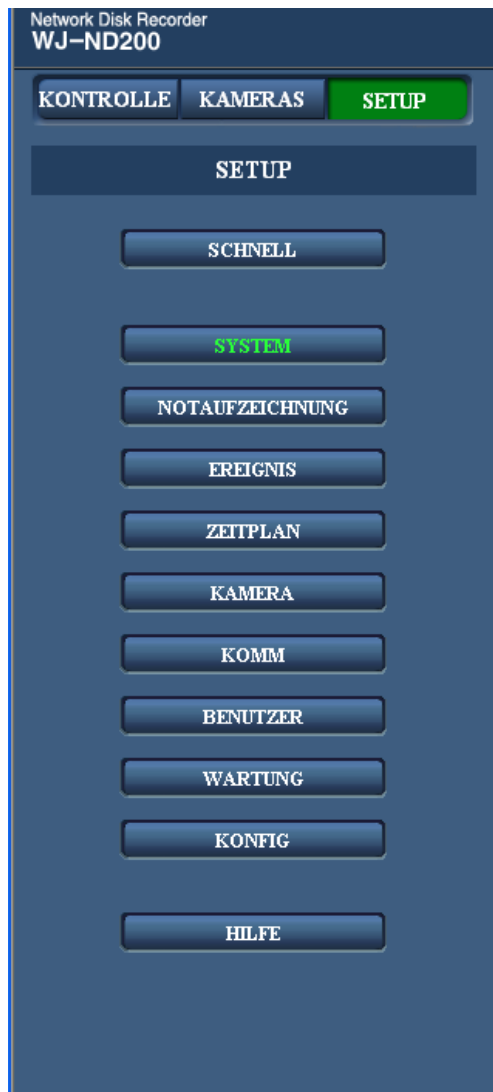 Network Disk Recorder
WJ-ND200
KONTROLLE KAMERAS SETUP
SETUP
SCHNELL
SYSTEM
NOTAUFZEICHNUNG
EREIGNIS
ZEITPLAN
KAMERA
KOMM
BENUTZER
WARTUNG
KONFIG
HILFE